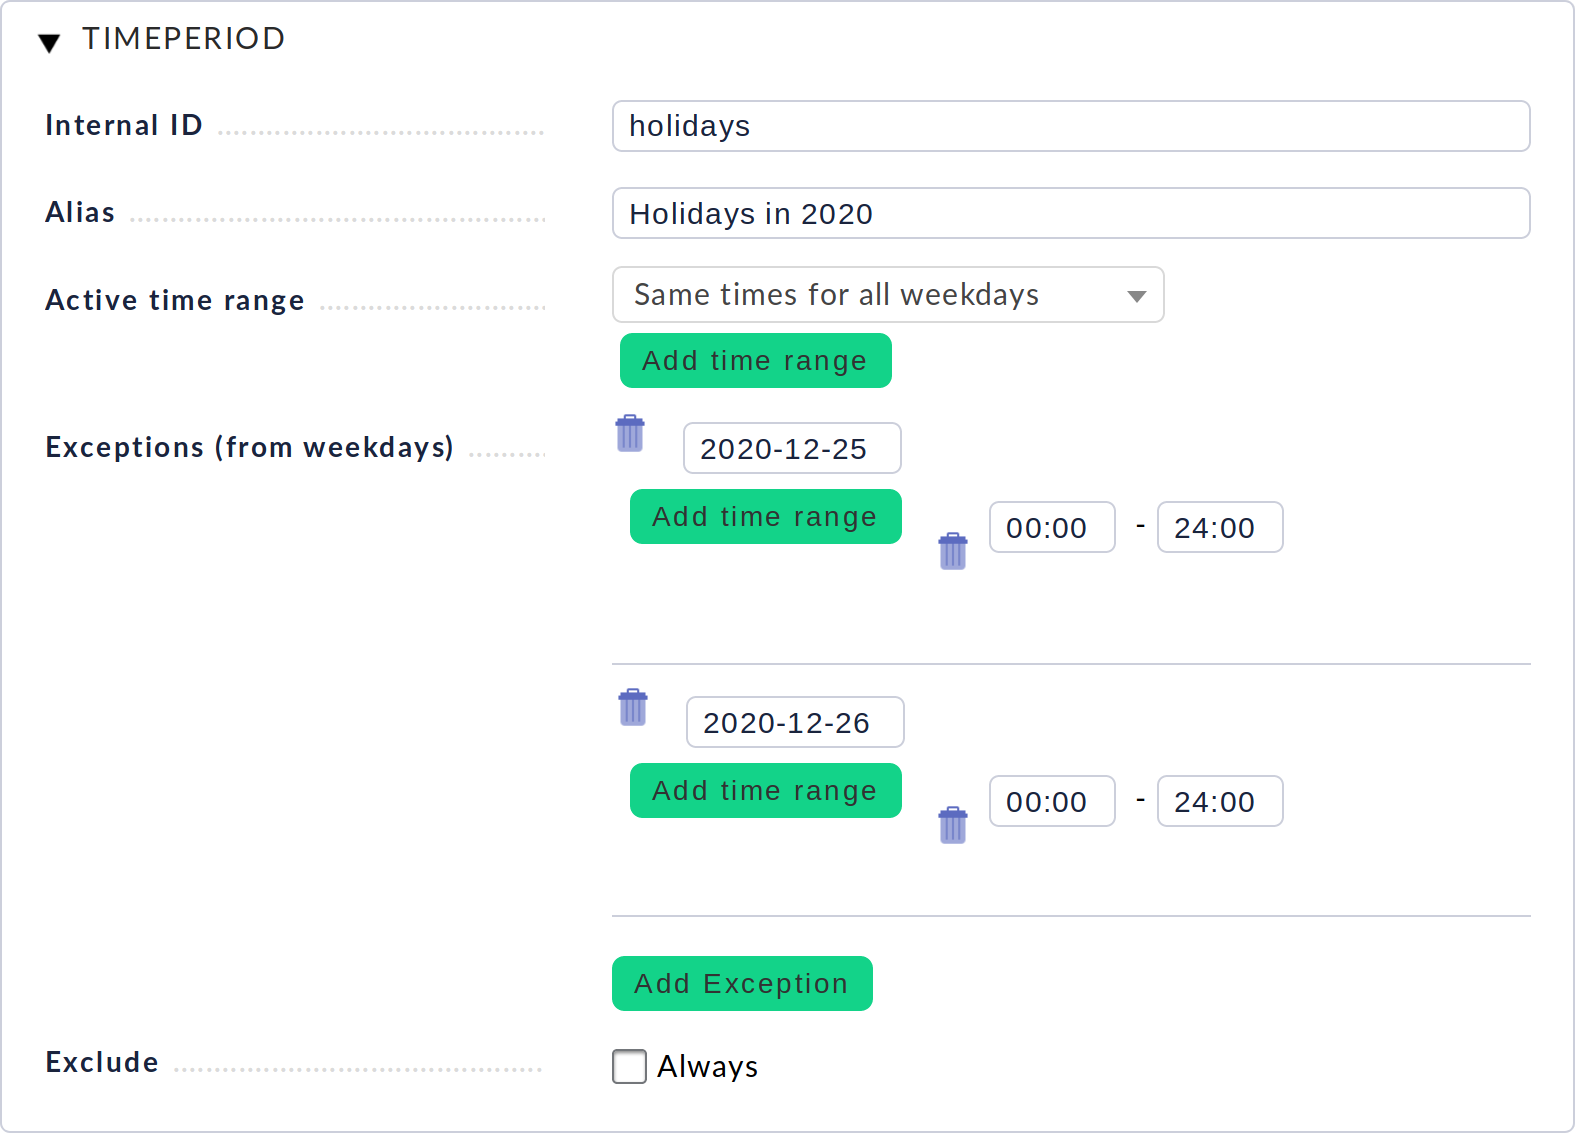 TIMEPERIOD
Internal ID holidays
Alias Holidays in 2020
Active time range Same times for all weekdays
Add time range
Exceptions (from weekdays) 2020-12-25
Add time range 00:00 - 24:00
2020-12-26
Add time range 00:00 - 24:00
Add Exception
Exclude Always